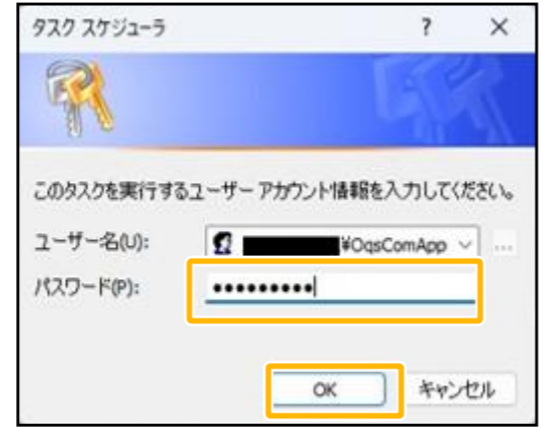 タスク スケジューラ ? ×
このタスクを実行するユーザー アカウント情報を入力してください。
ユーザー名(U): ¥OqsComApp ...
パスワード(P): •••••••••
OK キャンセル